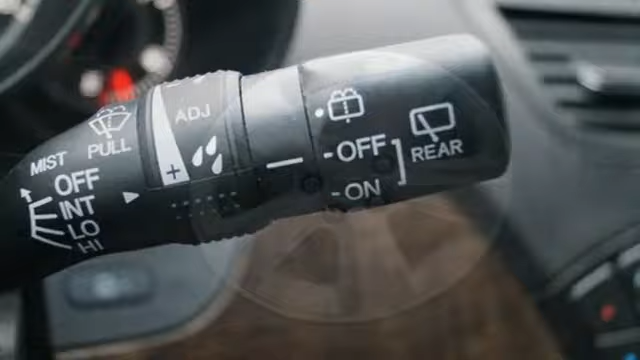 MIST
OFF
INT
LO
HI
PULL
ADJ
+
-OFF
-ON
REAR